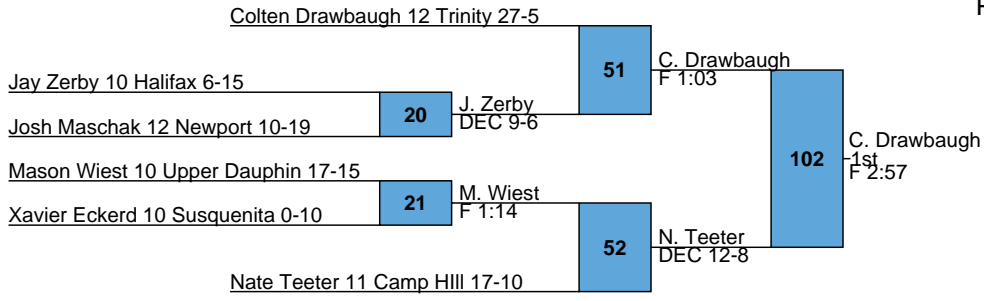 Colten Drawbaugh 12 Trinity 27-5
51
C. Drawbaugh
F 1:03
Jay Zerby 10 Halifax 6-15
20
J. Zerby
DEC 9-6
Josh Maschak 12 Newport 10-19
102
C. Drawbaugh
1st
F 2:57
Mason Wiest 10 Upper Dauphin 17-15
21
M. Wiest
F 1:14
Xavier Eckerd 10 Susquenita 0-10
52
N. Teeter
DEC 12-8
Nate Teeter 11 Camp HIll 17-10